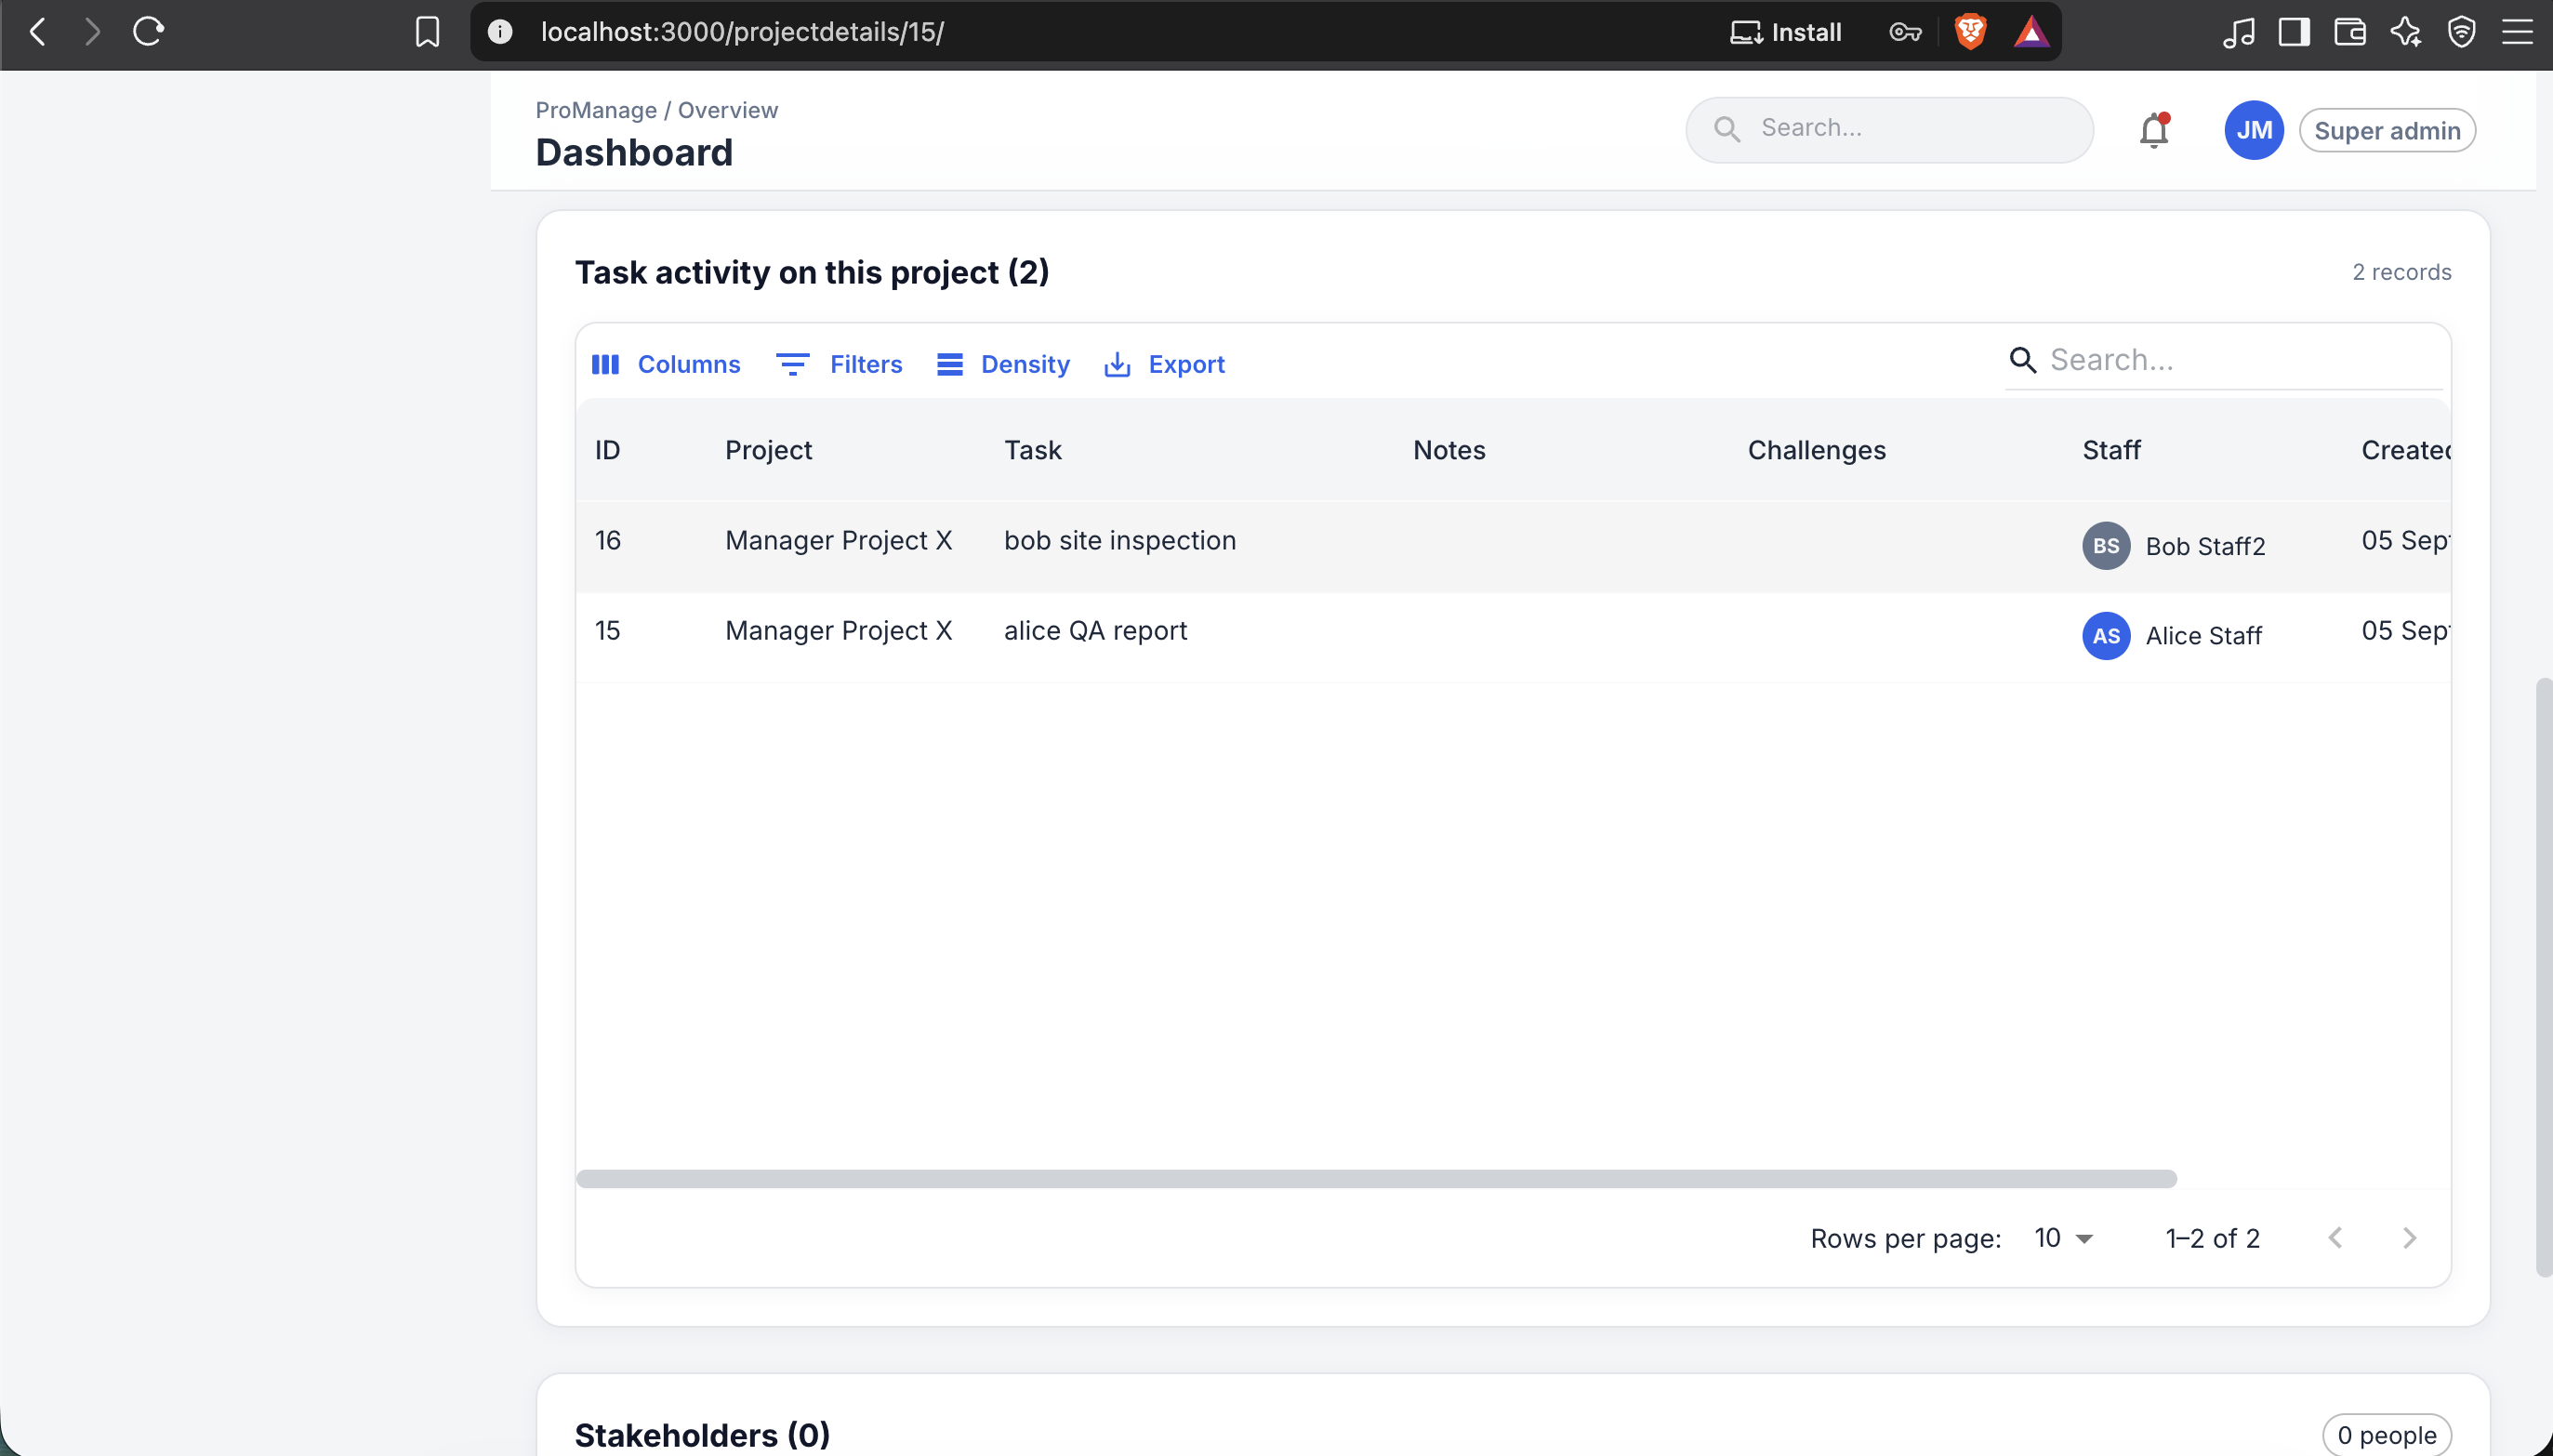 localhost:3000/projectdetails/15/
Install
ProManage / Overview
Dashboard
Search...
JM
Super admin
Task activity on this project (2)
2 records
Columns
Filters
Density
Export
Search...
ID Project Task Notes Challenges Staff Created
16 Manager Project X bob site inspection BS Bob Staff2 05 Sept
15 Manager Project X alice QA report AS Alice Staff 05 Sept
Rows per page: 10 1–2 of 2
Stakeholders (0)
0 people